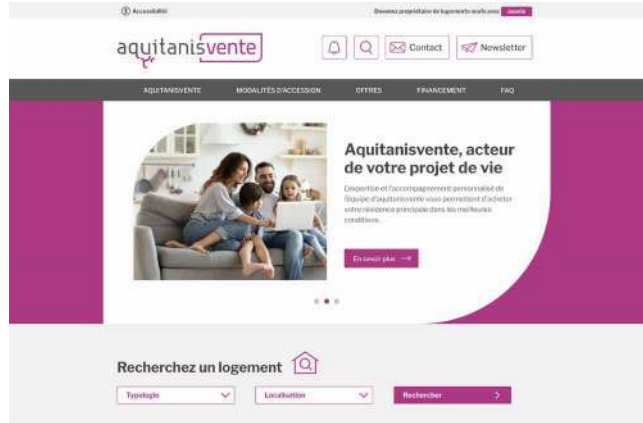 Accessibilité
Devenez propriétaire de logements neufs avec
aquitanisvente
Contact
Newsletter
AQUITANISVENTE
MODALITÉS D'ACCESSION
OFFRES
FINANCEMENT
FAQ
Aquitanisvente, acteur
de votre projet de vie
L'expertise et l'accompagnement personnalisé de
l'équipe d'aquitanisvente vous permettent d'acheter
votre résidence principale dans les meilleures
conditions.
En savoir plus
Recherchez un logement
Typologie
Localisation
Rechercher